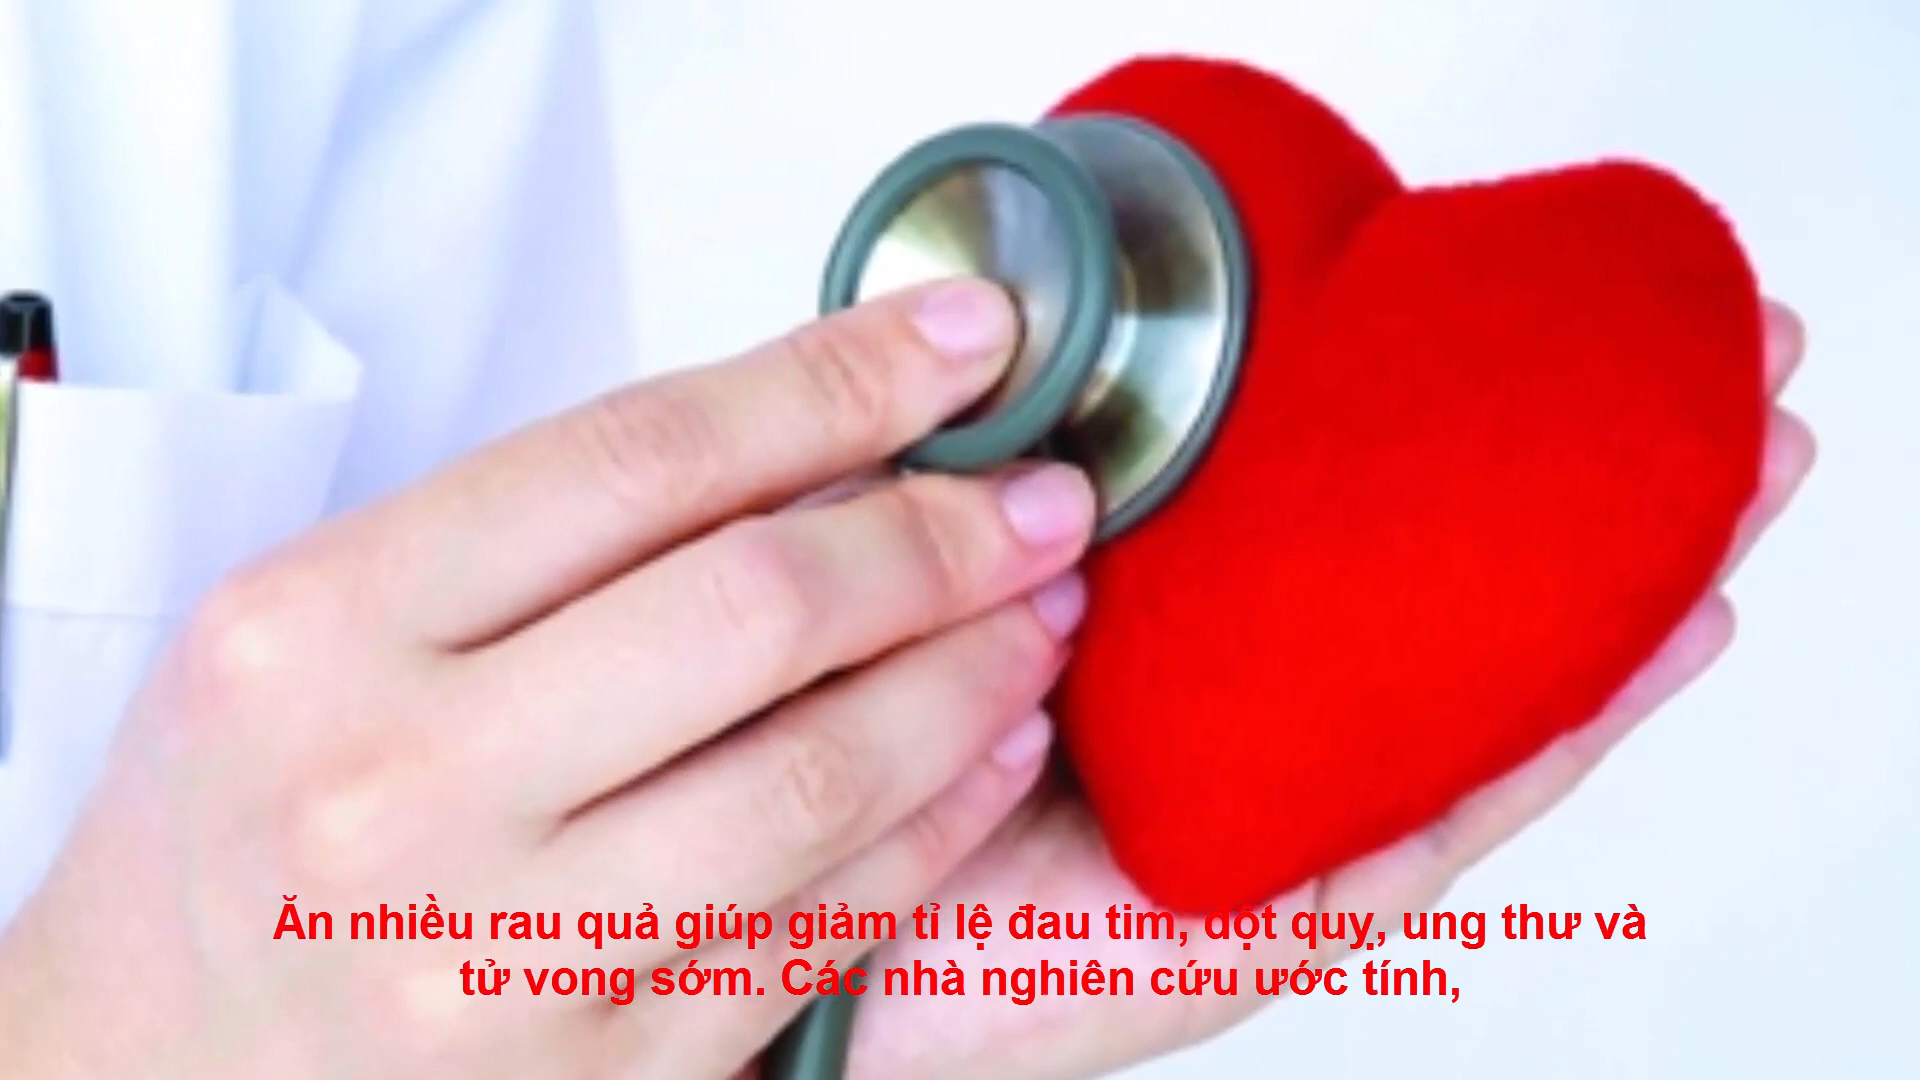 Ăn nhiều rau quả giúp giảm tỉ lệ đau tim, đột quỵ, ung thư và
tử vong sớm. Các nhà nghiên cứu ước tính,